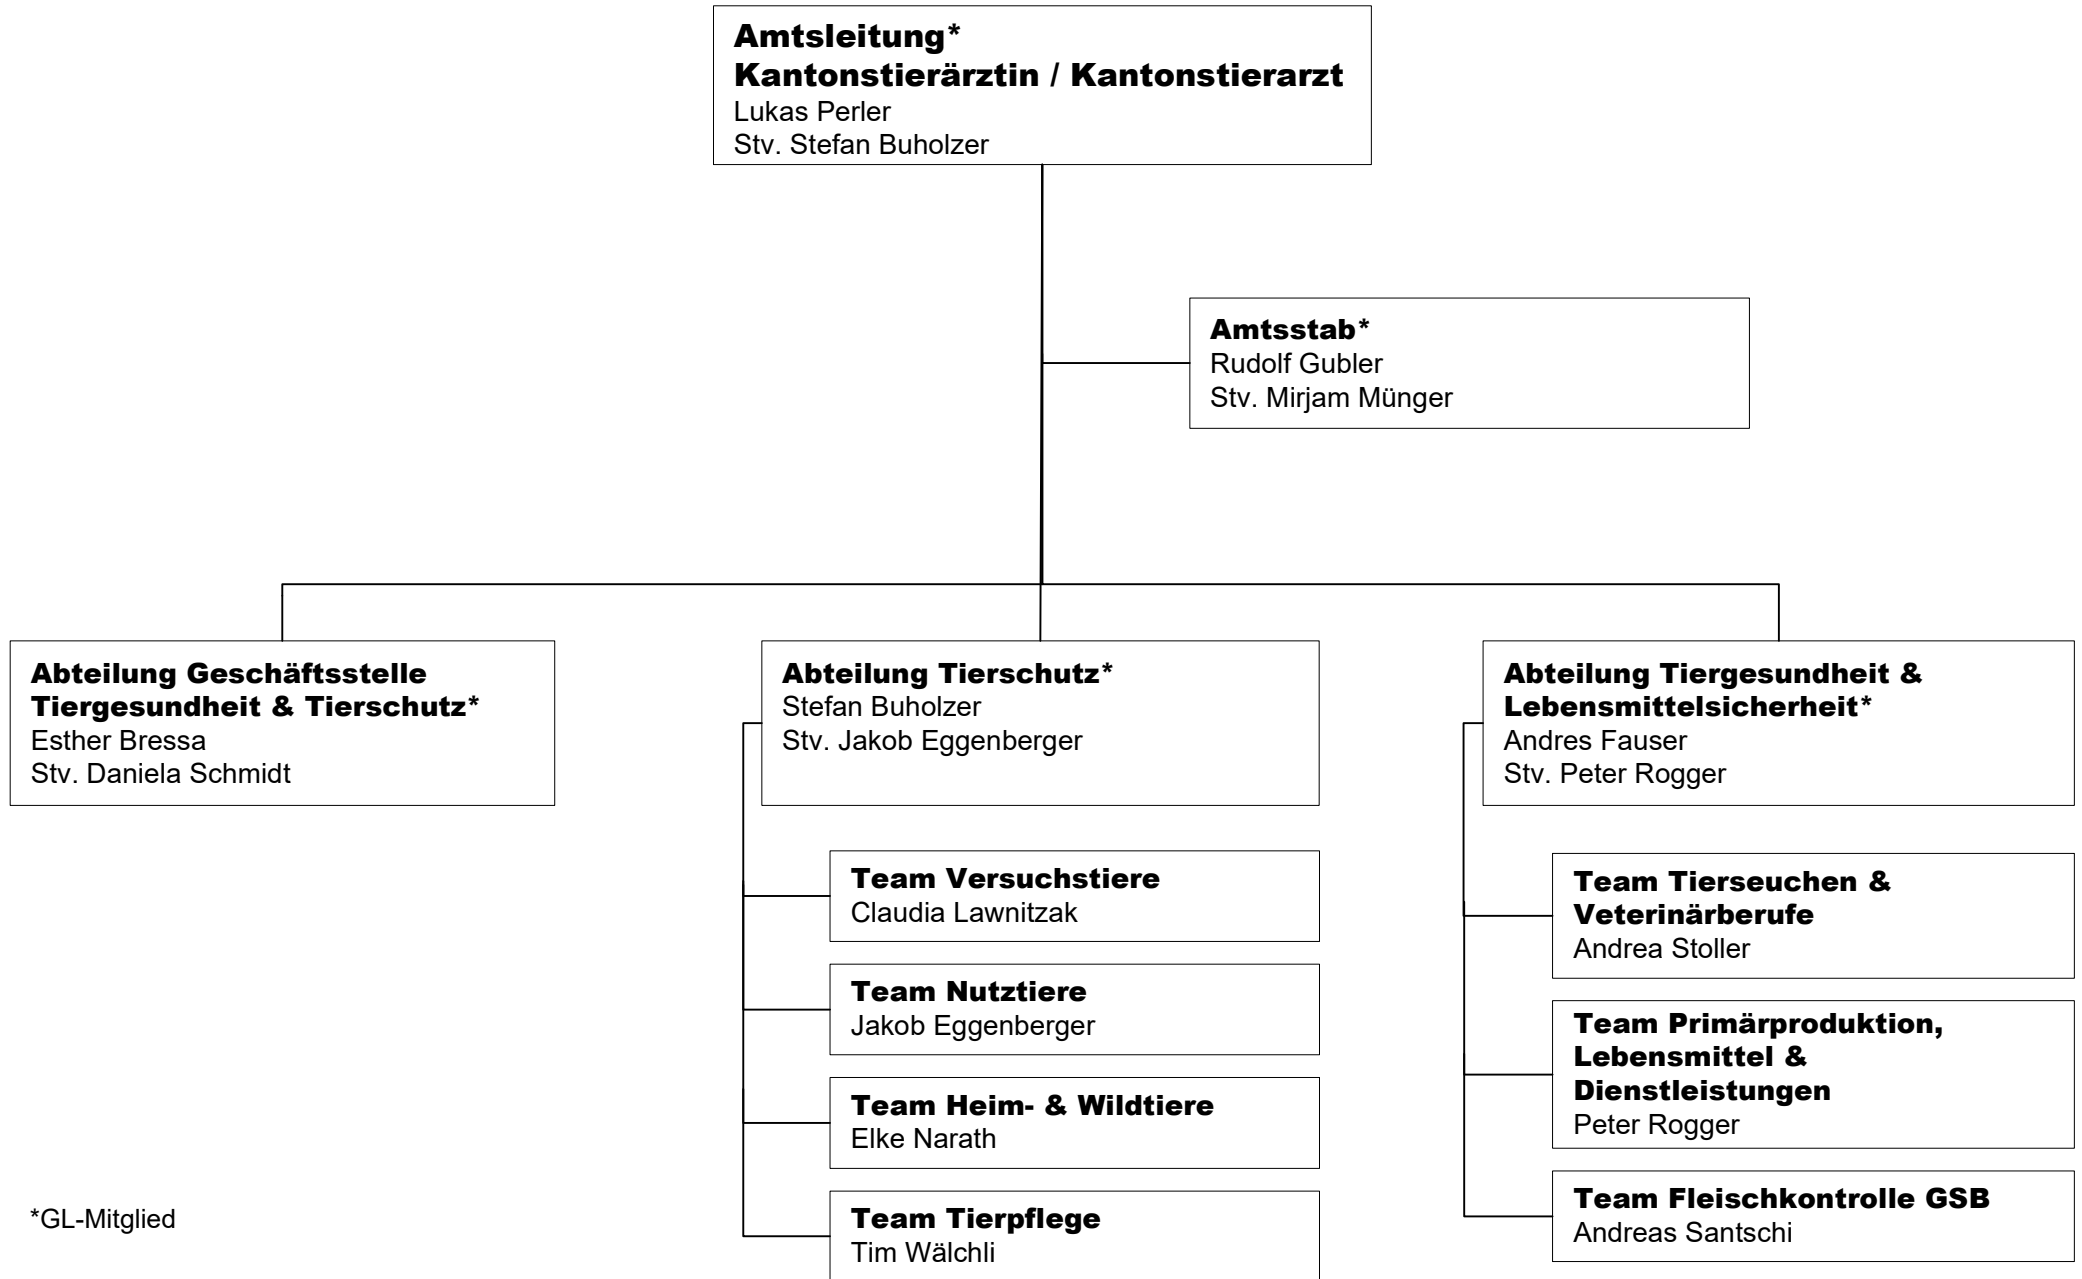 Amtsleitung*
Kantonstierärztin / Kantonstierarzt
Lukas Perler
Stv. Stefan Buholzer
Amtsstab*
Rudolf Gubler
Stv. Mirjam Münger
Abteilung Geschäftsstelle
Tiergesundheit & Tierschutz*
Esther Bressa
Stv. Daniela Schmidt
Abteilung Tierschutz*
Stefan Buholzer
Stv. Jakob Eggenberger
Team Versuchstiere
Claudia Lawnitzak
Team Nutztiere
Jakob Eggenberger
Team Heim- & Wildtiere
Elke Narath
Team Tierpflege
Tim Wälchli
Abteilung Tiergesundheit &
Lebensmittelsicherheit*
Andres Fauser
Stv. Peter Rogger
Team Tierseuchen &
Veterinärberufe
Andrea Stoller
Team Primärproduktion,
Lebensmittel &
Dienstleistungen
Peter Rogger
Team Fleischkontrolle GSB
Andreas Santschi
*GL-Mitglied